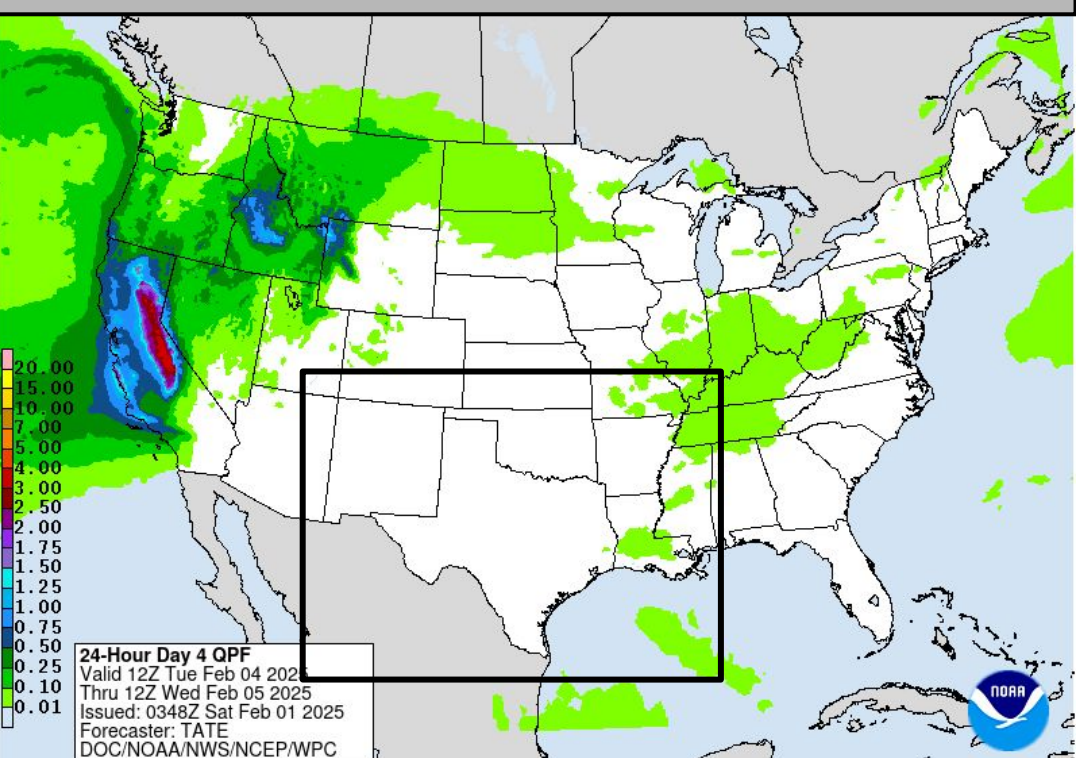 20.00
15.00
10.00
7.00
5.00
4.00
3.00
2.50
2.00
1.75
1.50
1.25
1.00
0.75
0.50
0.25
0.10
0.01
24-Hour Day 4 QPF
Valid 12Z Tue Feb 04 2025
Thru 12Z Wed Feb 05 2025
Issued: 0348Z Sat Feb 01 2025
Forecaster: TATE
DOC/NOAA/NWS/NCEP/WPC
NOAA